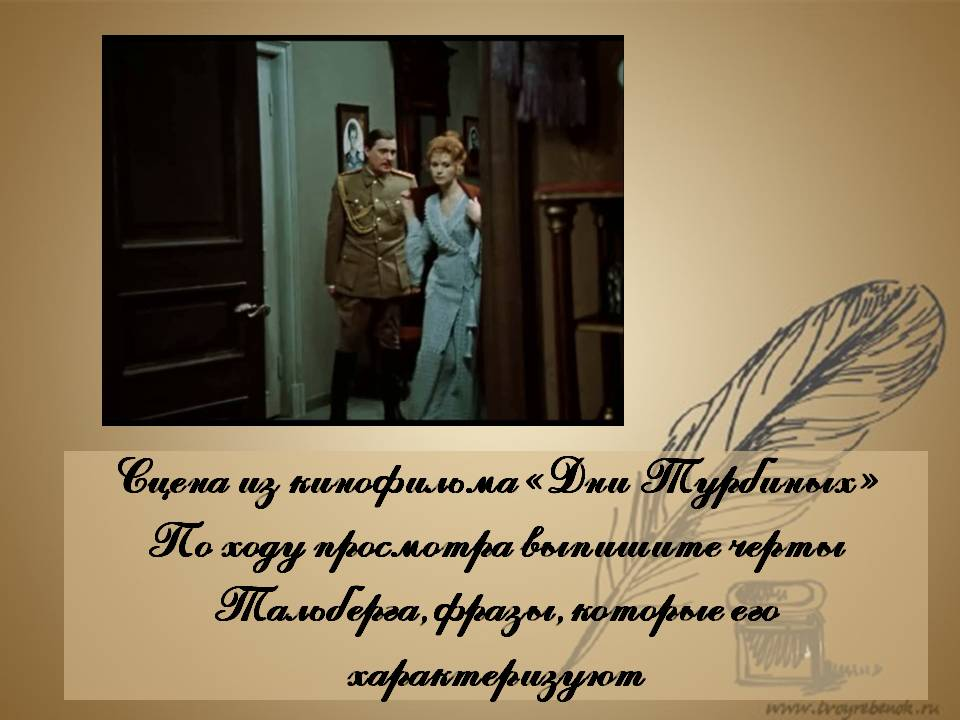 Сцена из кинофильма «Дни Турбиных»
По ходу просмотра выпишите черты
Тальберга, фразы, которые его
характеризуют
www.tvoyrebenok.ru